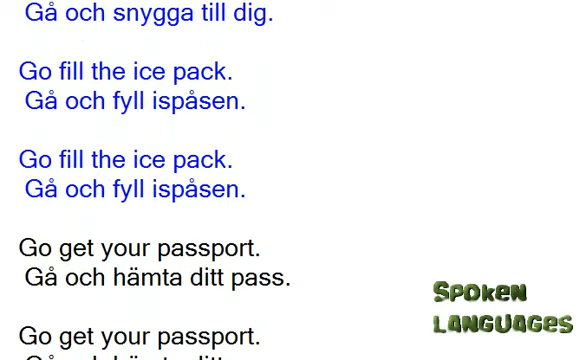 Gå och snygga till dig.
Go fill the ice pack.
Gå och fyll ispåsen.
Go fill the ice pack.
Gå och fyll ispåsen.
Go get your passport.
Gå och hämta ditt pass.
Go get your passport.
Spoken
Languages